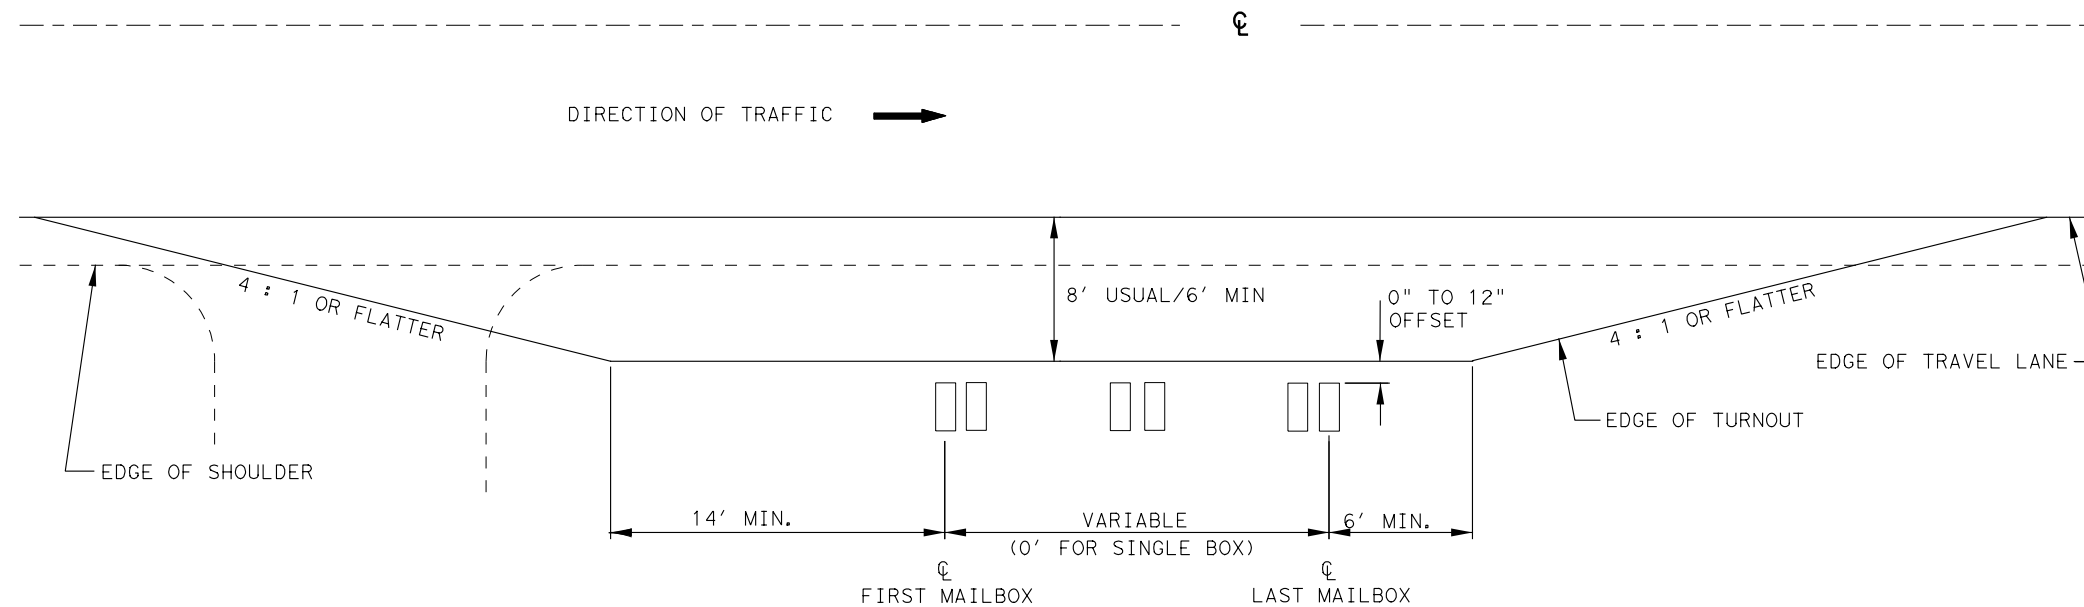 ℄
DIRECTION OF TRAFFIC
4 : 1 OR FLATTER
8' USUAL/6' MIN
0" TO 12"
OFFSET
4 : 1 OR FLATTER
EDGE OF TRAVEL LANE
EDGE OF TURNOUT
EDGE OF SHOULDER
14' MIN.
VARIABLE
(0' FOR SINGLE BOX)
6' MIN.
℄
FIRST MAILBOX
℄
LAST MAILBOX